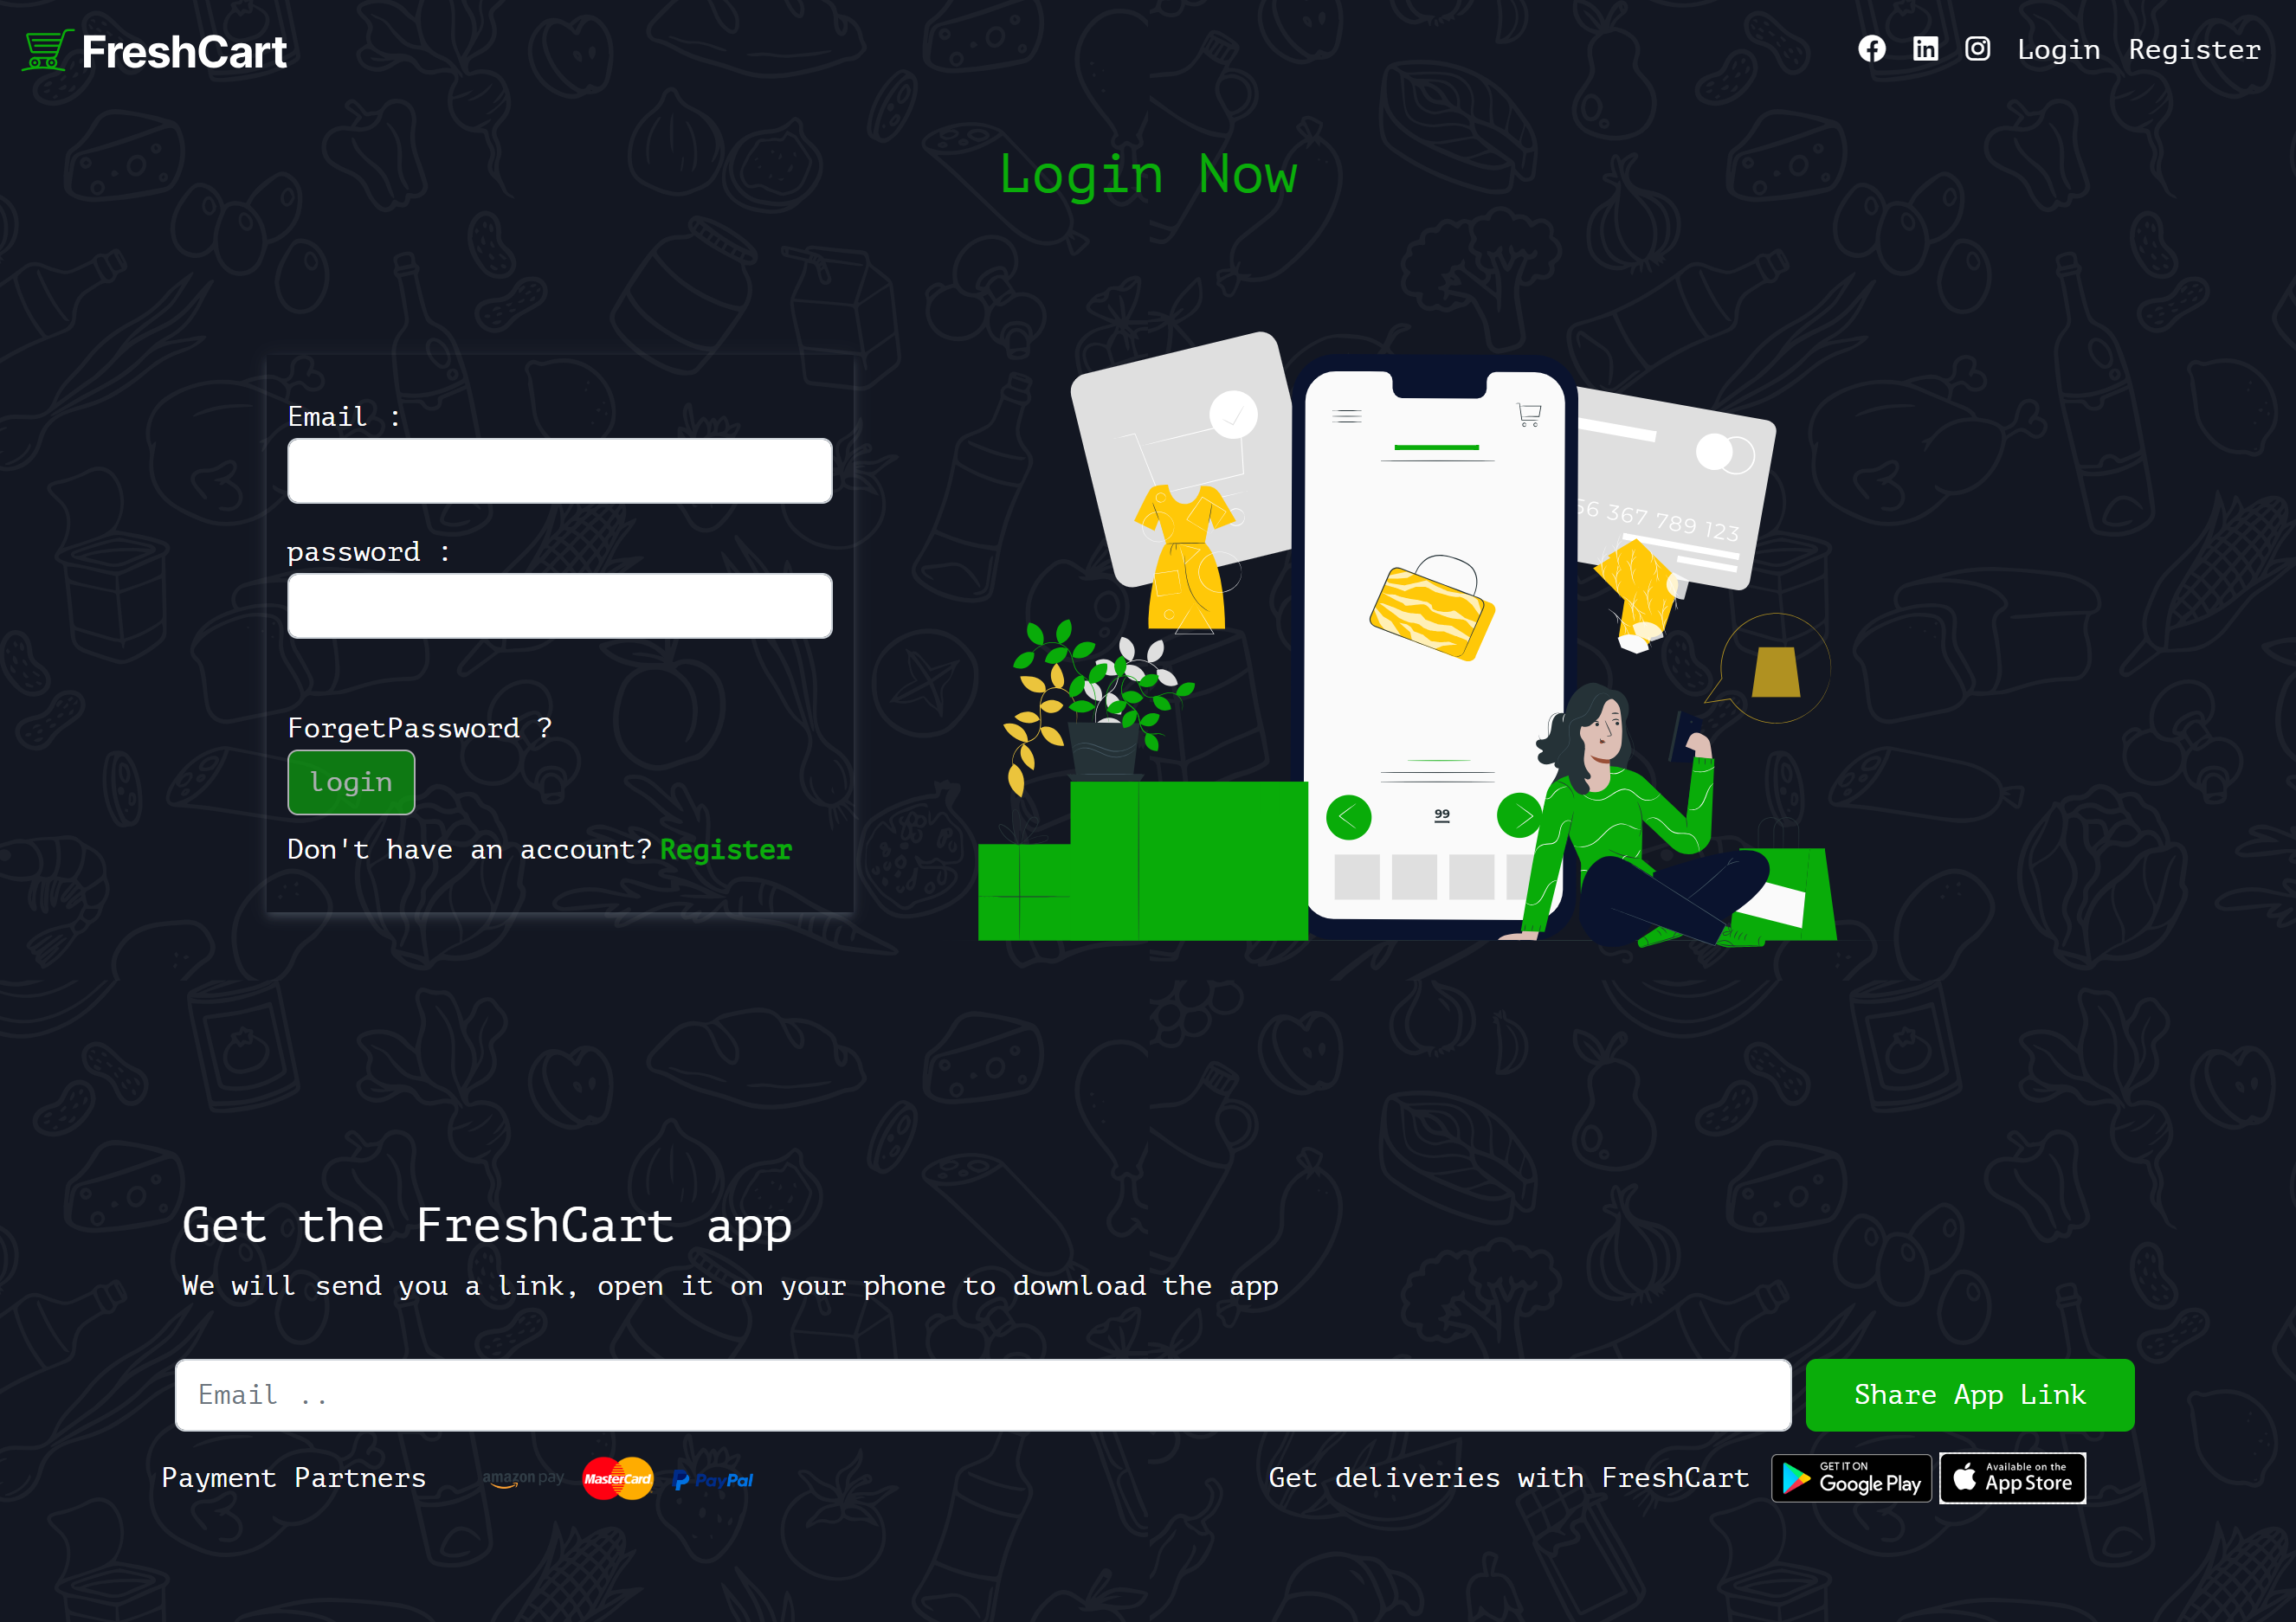 FreshCart
Login
Register
Login Now
Email :
password :
ForgetPassword ?
login
Don't have an account? Register
56 367 789 123
99
Get the FreshCart app
We will send you a link, open it on your phone to download the app
Email ..
Share App Link
Payment Partners
amazon pay
MasterCard
PayPal
Get deliveries with FreshCart
GET IT ON
Google Play
Available on the
App Store